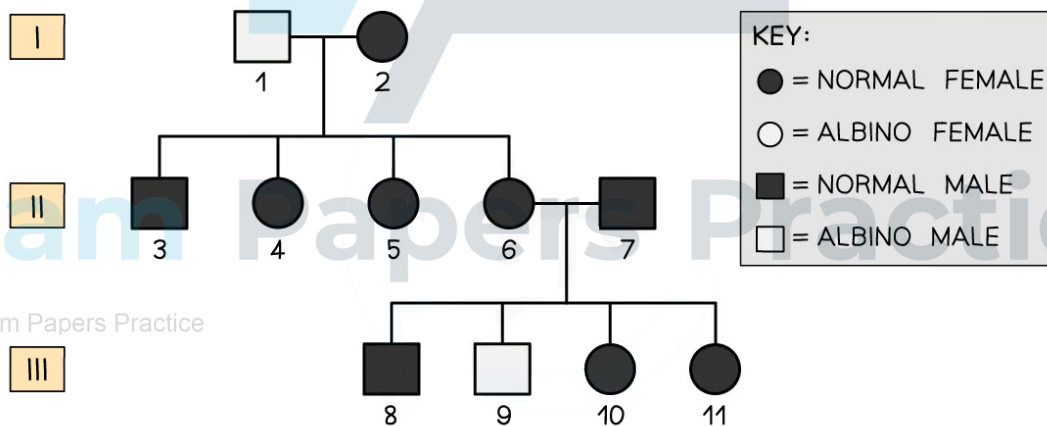 I
1
2
KEY:
= NORMAL FEMALE
= ALBINO FEMALE
= NORMAL MALE
= ALBINO MALE
II
3
4
5
6
7
am Papers Practic
m Papers Practice
III
8
9
10
11